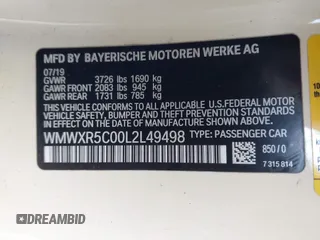 MFD BY BAYERISCHE MOTOREN WERKE AG
07/19
GVWR 3726 lbs 1690 kg
GAWR FRONT 2083 lbs 945 kg
GAWR REAR 1731 lbs 785 kg
THIS VEHICLE CONFORMS TO ALL APPLICABLE
U.S.FEDERAL MOTOR
VEHICLE SAFETY, BUMPER, AND THEFT
PREVENTION STANDARDS IN EFFECT ON THE
DATE OF MANUFACTURE SHOWN ABOVE.
WMWXR5C00L2L49498 TYPE: PASSENGER CAR
850/0
7 315 814
DREAMBID